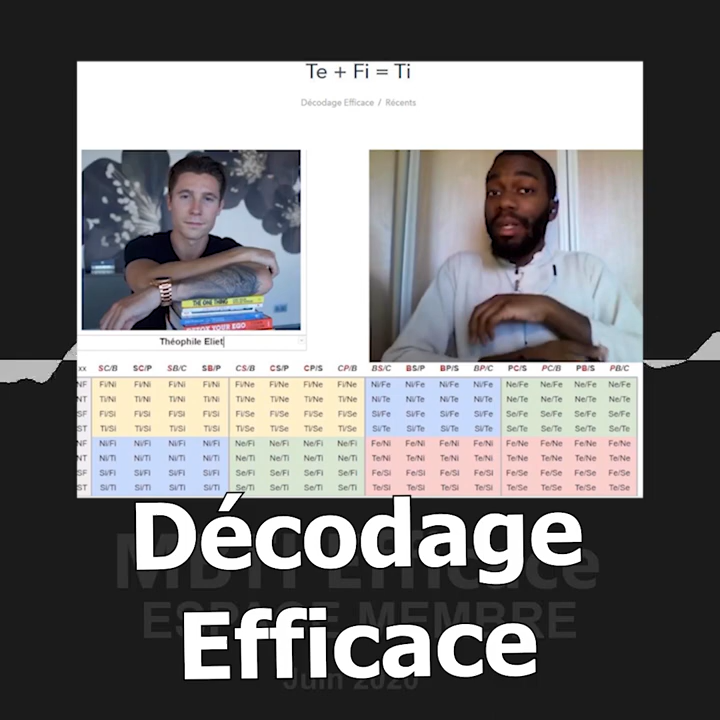 Te + Fi = Ti
Décodage Efficace / Récents
THE ONE THING
DETOX YOUR EGO
Théophile Eliet
xx SC/B SC/P SB/C SB/P CS/B CS/P CP/S CP/B BS/C BS/P BP/S BP/C PC/S PC/B PB/S PB/C
NF Fi/Ni Fi/Ni Fi/Ni Fi/Ni Fi/Ne Fi/Ne Fi/Ne Fi/Ne Ni/Fe Ni/Fe Ni/Fe Ni/Fe Ne/Fe Ne/Fe Ne/Fe Ne/Fe
NT Ti/Ni Ti/Ni Ti/Ni Ti/Ni Ti/Ne Ti/Ne Ti/Ne Ti/Ne Ni/Te Ni/Te Ni/Te Ni/Te Ne/Te Ne/Te Ne/Te Ne/Te
SF Fi/Si Fi/Si Fi/Si Fi/Si Fi/Se Fi/Se Fi/Se Fi/Se Si/Fe Si/Fe Si/Fe Si/Fe Se/Fe Se/Fe Se/Fe Se/Fe
ST Ti/Si Ti/Si Ti/Si Ti/Si Ti/Se Ti/Se Ti/Se Ti/Se Si/Te Si/Te Si/Te Si/Te Se/Te Se/Te Se/Te Se/Te
NF Ni/Fi Ni/Fi Ni/Fi Ni/Fi Ne/Fi Ne/Fi Ne/Fi Ne/Fi Fe/Ni Fe/Ni Fe/Ni Fe/Ni Fe/Ne Fe/Ne Fe/Ne Fe/Ne
NT Ni/Ti Ni/Ti Ni/Ti Ni/Ti Ne/Ti Ne/Ti Ne/Ti Ne/Ti Te/Ni Te/Ni Te/Ni Te/Ni Te/Ne Te/Ne Te/Ne Te/Ne
SF Si/Fi Si/Fi Si/Fi Si/Fi Se/Fi Se/Fi Se/Fi Se/Fi Fe/Si Fe/Si Fe/Si Fe/Si Fe/Se Fe/Se Fe/Se Fe/Se
ST Si/Ti Si/Ti Si/Ti Si/Ti Se/Ti Se/Ti Se/Ti Se/Ti Te/Si Te/Si Te/Si Te/Si Te/Se Te/Se Te/Se Te/Se
Décodage
MBTI Efficace
ESPACE MEMBRE
Efficace
Juin 2020